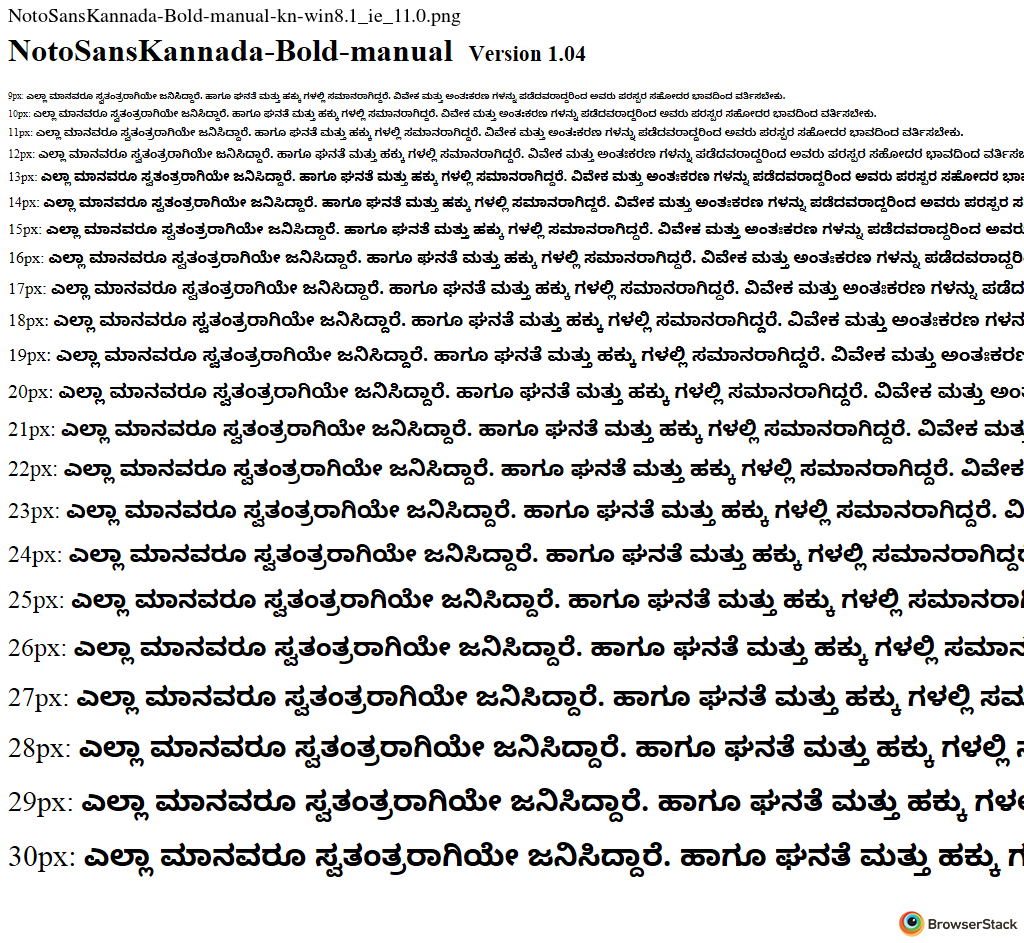 NotoSansKannada-Bold-manual-kn-win8.1_ie_11.0.png
NotoSansKannada-Bold-manual Version 1.04
9px: ಎಲ್ಲಾ ಮಾನವರೂ ಸ್ವತಂತ್ರರಾಗಿಯೇ ಜನಿಸಿದ್ದಾರೆ. ಹಾಗೂ ಘನತೆ ಮತ್ತು ಹಕ್ಕು ಗಳಲ್ಲಿ ಸಮಾನರಾಗಿದ್ದರೆ. ವಿವೇಕ ಮತ್ತು ಅಂತಃಕರಣ ಗಳನ್ನು ಪಡೆದವರಾದ್ದರಿಂದ ಅವರು ಪರಸ್ಪರ ಸಹೋದರ ಭಾವದಿಂದ ವರ್ತಿಸಬೇಕು.
10px: ಎಲ್ಲಾ ಮಾನವರೂ ಸ್ವತಂತ್ರರಾಗಿಯೇ ಜನಿಸಿದ್ದಾರೆ. ಹಾಗೂ ಘನತೆ ಮತ್ತು ಹಕ್ಕು ಗಳಲ್ಲಿ ಸಮಾನರಾಗಿದ್ದರೆ. ವಿವೇಕ ಮತ್ತು ಅಂತಃಕರಣ ಗಳನ್ನು ಪಡೆದವರಾದ್ದರಿಂದ ಅವರು ಪರಸ್ಪರ ಸಹೋದರ ಭಾವದಿಂದ ವರ್ತಿಸಬೇಕು.
11px: ಎಲ್ಲಾ ಮಾನವರೂ ಸ್ವತಂತ್ರರಾಗಿಯೇ ಜನಿಸಿದ್ದಾರೆ. ಹಾಗೂ ಘನತೆ ಮತ್ತು ಹಕ್ಕು ಗಳಲ್ಲಿ ಸಮಾನರಾಗಿದ್ದರೆ. ವಿವೇಕ ಮತ್ತು ಅಂತಃಕರಣ ಗಳನ್ನು ಪಡೆದವರಾದ್ದರಿಂದ ಅವರು ಪರಸ್ಪರ ಸಹೋದರ ಭಾವದಿಂದ ವರ್ತಿಸಬೇಕು.
12px: ಎಲ್ಲಾ ಮಾನವರೂ ಸ್ವತಂತ್ರರಾಗಿಯೇ ಜನಿಸಿದ್ದಾರೆ. ಹಾಗೂ ಘನತೆ ಮತ್ತು ಹಕ್ಕು ಗಳಲ್ಲಿ ಸಮಾನರಾಗಿದ್ದರೆ. ವಿವೇಕ ಮತ್ತು ಅಂತಃಕರಣ ಗಳನ್ನು ಪಡೆದವರಾದ್ದರಿಂದ ಅವರು ಪರಸ್ಪರ ಸಹೋದರ ಭಾವದಿಂದ
13px: ಎಲ್ಲಾ ಮಾನವರೂ ಸ್ವತಂತ್ರರಾಗಿಯೇ ಜನಿಸಿದ್ದಾರೆ. ಹಾಗೂ ಘನತೆ ಮತ್ತು ಹಕ್ಕು ಗಳಲ್ಲಿ ಸಮಾನರಾಗಿದ್ದರೆ. ವಿವೇಕ ಮತ್ತು ಅಂತಃಕರಣ ಗಳನ್ನು ಪಡೆದವರಾದ್ದರಿಂದ ಅವರು ಪರಸ್ಪರ ಸಹೋದರ
14px: ಎಲ್ಲಾ ಮಾನವರೂ ಸ್ವತಂತ್ರರಾಗಿಯೇ ಜನಿಸಿದ್ದಾರೆ. ಹಾಗೂ ಘನತೆ ಮತ್ತು ಹಕ್ಕು ಗಳಲ್ಲಿ ಸಮಾನರಾಗಿದ್ದರೆ. ವಿವೇಕ ಮತ್ತು ಅಂತಃಕರಣ ಗಳನ್ನು ಪಡೆದವರಾದ್ದರಿಂದ ಅವರು ಪರಸ್ಪರ
15px: ಎಲ್ಲಾ ಮಾನವರೂ ಸ್ವತಂತ್ರರಾಗಿಯೇ ಜನಿಸಿದ್ದಾರೆ. ಹಾಗೂ ಘನತೆ ಮತ್ತು ಹಕ್ಕು ಗಳಲ್ಲಿ ಸಮಾನರಾಗಿದ್ದರೆ. ವಿವೇಕ ಮತ್ತು ಅಂತಃಕರಣ ಗಳನ್ನು ಪಡೆದವರಾದ್ದರಿಂದ ಅವರು
16px: ಎಲ್ಲಾ ಮಾನವರೂ ಸ್ವತಂತ್ರರಾಗಿಯೇ ಜನಿಸಿದ್ದಾರೆ. ಹಾಗೂ ಘನತೆ ಮತ್ತು ಹಕ್ಕು ಗಳಲ್ಲಿ ಸಮಾನರಾಗಿದ್ದರೆ. ವಿವೇಕ ಮತ್ತು ಅಂತಃಕರಣ ಗಳನ್ನು
17px: ಎಲ್ಲಾ ಮಾನವರೂ ಸ್ವತಂತ್ರರಾಗಿಯೇ ಜನಿಸಿದ್ದಾರೆ. ಹಾಗೂ ಘನತೆ ಮತ್ತು ಹಕ್ಕು ಗಳಲ್ಲಿ ಸಮಾನರಾಗಿದ್ದರೆ. ವಿವೇಕ ಮತ್ತು ಅಂತಃಕರಣ ಗಳನ್ನು
18px: ಎಲ್ಲಾ ಮಾನವರೂ ಸ್ವತಂತ್ರರಾಗಿಯೇ ಜನಿಸಿದ್ದಾರೆ. ಹಾಗೂ ಘನತೆ ಮತ್ತು ಹಕ್ಕು ಗಳಲ್ಲಿ ಸಮಾನರಾಗಿದ್ದರೆ. ವಿವೇಕ ಮತ್ತು ಅಂತಃಕರಣ
19px: ಎಲ್ಲಾ ಮಾನವರೂ ಸ್ವತಂತ್ರರಾಗಿಯೇ ಜನಿಸಿದ್ದಾರೆ. ಹಾಗೂ ಘನತೆ ಮತ್ತು ಹಕ್ಕು ಗಳಲ್ಲಿ ಸಮಾನರಾಗಿದ್ದರೆ. ವಿವೇಕ ಮತ್ತು ಅಂತಃಕರಣ
20px: ಎಲ್ಲಾ ಮಾನವರೂ ಸ್ವತಂತ್ರರಾಗಿಯೇ ಜನಿಸಿದ್ದಾರೆ. ಹಾಗೂ ಘನತೆ ಮತ್ತು ಹಕ್ಕು ಗಳಲ್ಲಿ ಸಮಾನರಾಗಿದ್ದರೆ. ವಿವೇಕ ಮತ್ತು
21px: ಎಲ್ಲಾ ಮಾನವರೂ ಸ್ವತಂತ್ರರಾಗಿಯೇ ಜನಿಸಿದ್ದಾರೆ. ಹಾಗೂ ಘನತೆ ಮತ್ತು ಹಕ್ಕು ಗಳಲ್ಲಿ ಸಮಾನರಾಗಿದ್ದರೆ. ವಿವೇಕ
22px: ಎಲ್ಲಾ ಮಾನವರೂ ಸ್ವತಂತ್ರರಾಗಿಯೇ ಜನಿಸಿದ್ದಾರೆ. ಹಾಗೂ ಘನತೆ ಮತ್ತು ಹಕ್ಕು ಗಳಲ್ಲಿ ಸಮಾನರಾಗಿದ್ದರೆ. ವಿವೇಕ
23px: ಎಲ್ಲಾ ಮಾನವರೂ ಸ್ವತಂತ್ರರಾಗಿಯೇ ಜನಿಸಿದ್ದಾರೆ. ಹಾಗೂ ಘನತೆ ಮತ್ತು ಹಕ್ಕು ಗಳಲ್ಲಿ ಸಮಾನರಾಗಿದ್ದರೆ.
24px: ಎಲ್ಲಾ ಮಾನವರೂ ಸ್ವತಂತ್ರರಾಗಿಯೇ ಜನಿಸಿದ್ದಾರೆ. ಹಾಗೂ ಘನತೆ ಮತ್ತು ಹಕ್ಕು ಗಳಲ್ಲಿ
25px: ಎಲ್ಲಾ ಮಾನವರೂ ಸ್ವತಂತ್ರರಾಗಿಯೇ ಜನಿಸಿದ್ದಾರೆ. ಹಾಗೂ ಘನತೆ ಮತ್ತು ಹಕ್ಕು ಗಳಲ್ಲಿ
26px: ಎಲ್ಲಾ ಮಾನವರೂ ಸ್ವತಂತ್ರರಾಗಿಯೇ ಜನಿಸಿದ್ದಾರೆ. ಹಾಗೂ ಘನತೆ ಮತ್ತು ಹಕ್ಕು ಗಳಲ್ಲಿ
27px: ಎಲ್ಲಾ ಮಾನವರೂ ಸ್ವತಂತ್ರರಾಗಿಯೇ ಜನಿಸಿದ್ದಾರೆ. ಹಾಗೂ ಘನತೆ ಮತ್ತು ಹಕ್ಕು ಗಳಲ್ಲಿ
28px: ಎಲ್ಲಾ ಮಾನವರೂ ಸ್ವತಂತ್ರರಾಗಿಯೇ ಜನಿಸಿದ್ದಾರೆ. ಹಾಗೂ ಘನತೆ ಮತ್ತು ಹಕ್ಕು ಗಳಲ್ಲಿ
29px: ಎಲ್ಲಾ ಮಾನವರೂ ಸ್ವತಂತ್ರರಾಗಿಯೇ ಜನಿಸಿದ್ದಾರೆ. ಹಾಗೂ ಘನತೆ ಮತ್ತು ಹಕ್ಕು
30px: ಎಲ್ಲಾ ಮಾನವರೂ ಸ್ವತಂತ್ರರಾಗಿಯೇ ಜನಿಸಿದ್ದಾರೆ. ಹಾಗೂ ಘನತೆ ಮತ್ತು ಹಕ್ಕು
BrowserStack